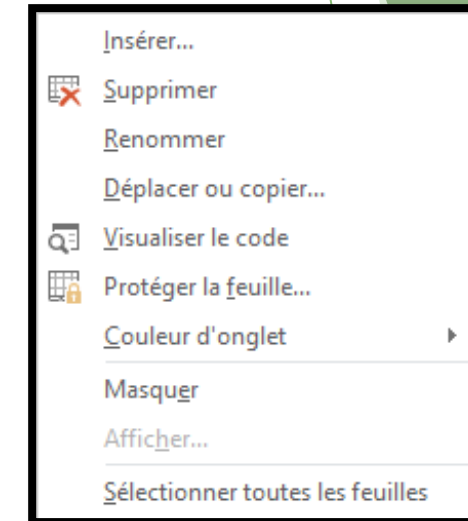 Insérer...
Supprimer
Renommer
Déplacer ou copier...
Visualiser le code
Protéger la feuille...
Couleur d'onglet
Masquer
Afficher...
Sélectionner toutes les feuilles